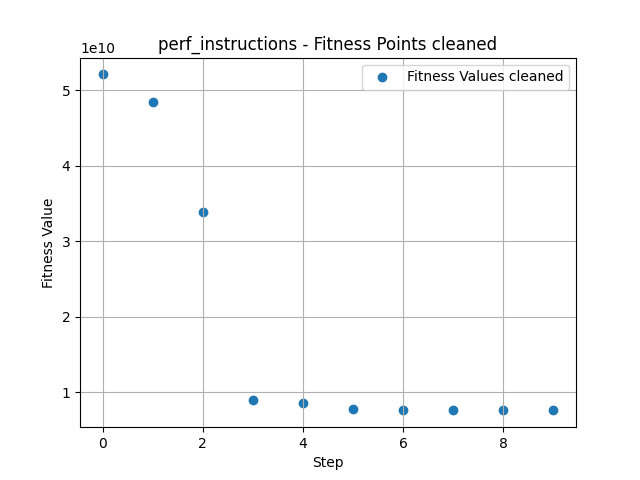 perf_instructions - Fitness Points cleaned
1e10
Fitness Values cleaned
5
4
3
2
1
Fitness Value
0 2 4 6 8
Step